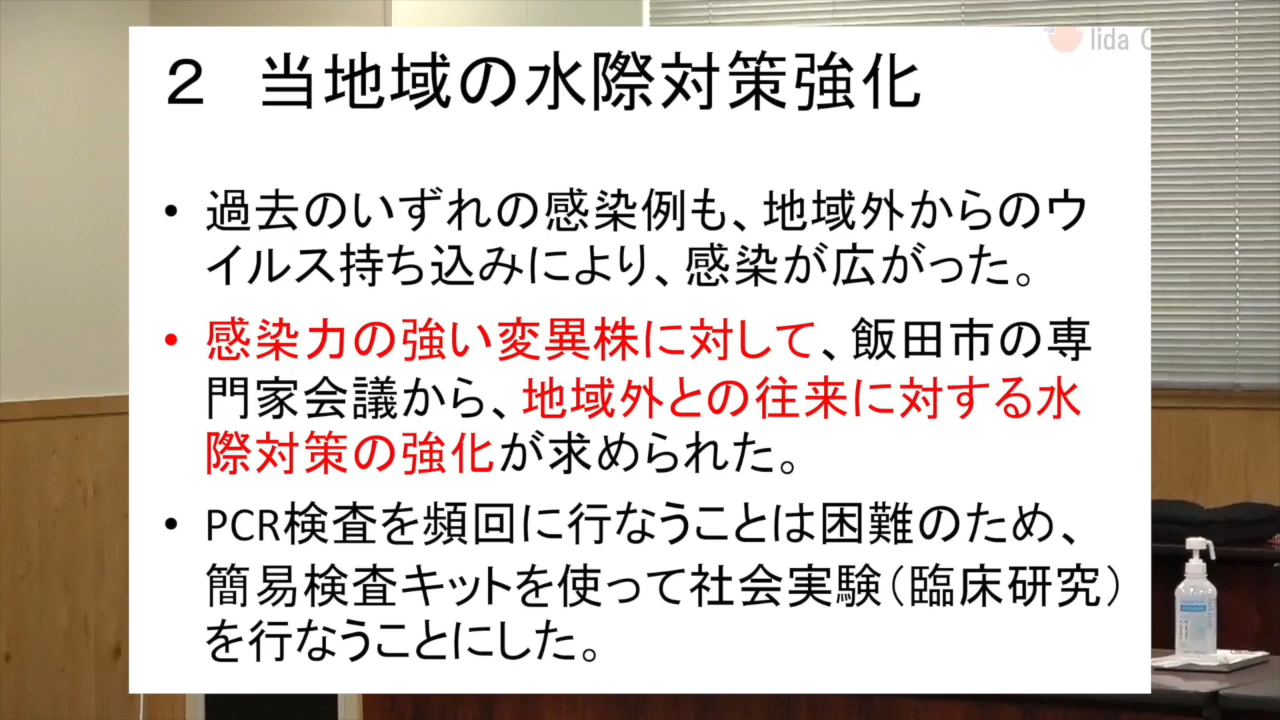 Iida C
２　当地域の水際対策強化
• 過去のいずれの感染例も、地域外からのウ
イルス持ち込みにより、感染が広がった。
• 感染力の強い変異株に対して、飯田市の専
門家会議から、地域外との往来に対する水
際対策の強化が求められた。
• PCR検査を頻回に行なうことは困難のため、
簡易検査キットを使って社会実験（臨床研究）
を行なうことにした。